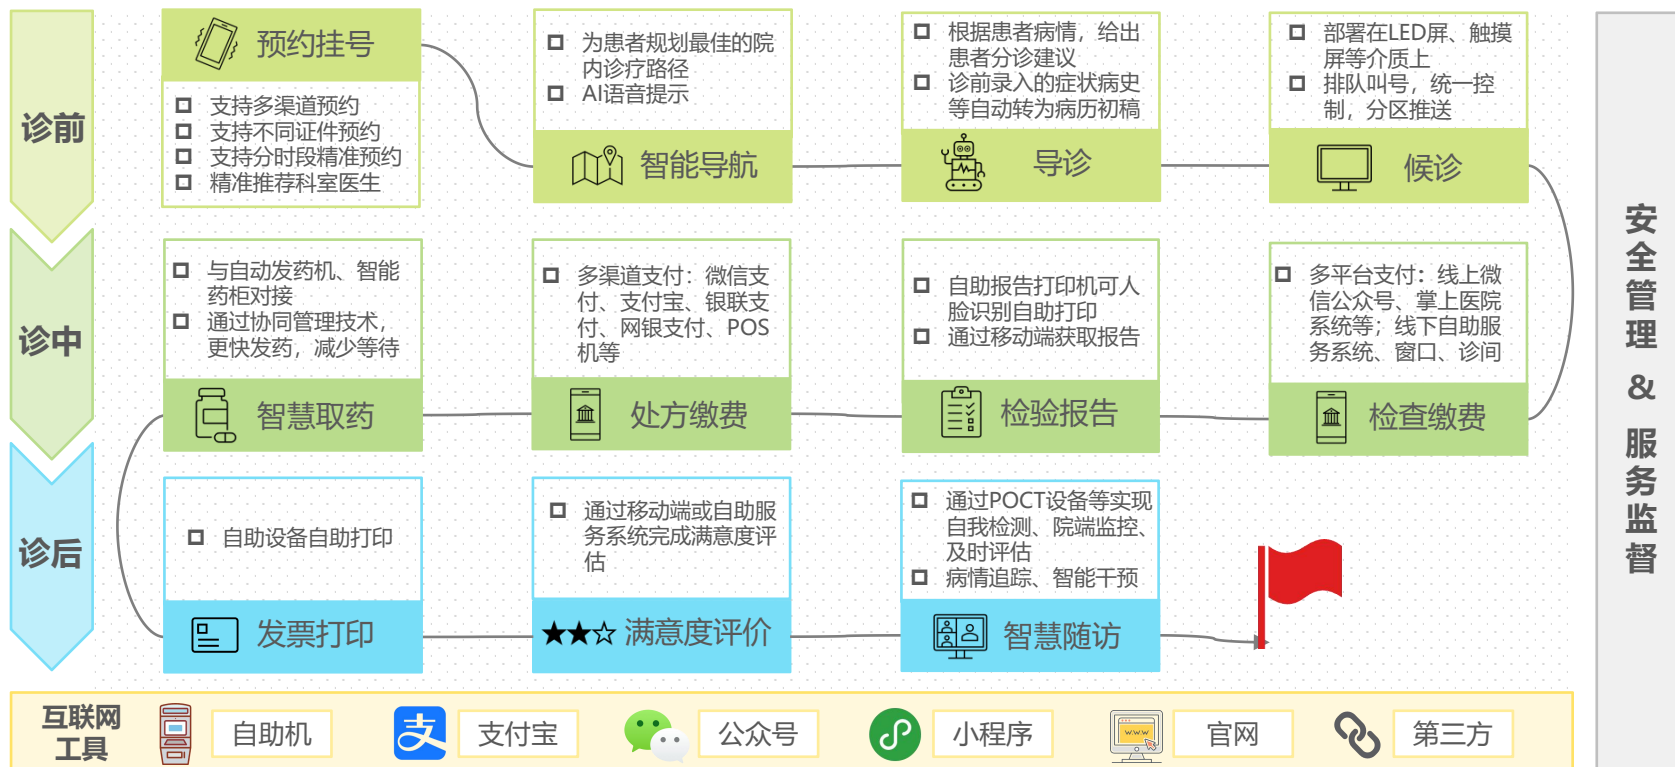 诊前
预约挂号
支持多渠道预约
支持不同证件预约
支持分时段精准预约
精准推荐科室医生
为患者规划最佳的院
内诊疗路径
AI语音提示
智能导航
根据患者病情，给出
患者分诊建议
诊前录入的症状病史
等自动转为病历初稿
导诊
部署在LED屏、触摸
屏等介质上
排队叫号，统一控
制，分区推送
候诊
诊中
与自动发药机、智能
药柜对接
通过协同管理技术，
更快发药，减少等待
智慧取药
多渠道支付：微信支
付、支付宝、银联支
付、网银支付、POS
机等
处方缴费
自助报告打印机可人
脸识别自助打印
通过移动端获取报告
检验报告
多平台支付：线上微
信公众号、掌上医院
系统等；线下自助服
务系统、窗口、诊间
检查缴费
诊后
自助设备自助打印
发票打印
通过移动端或自助服
务系统完成满意度评
估
★★☆ 满意度评价
通过POCT设备等实现
自我检测、院端监控、
及时评估
病情追踪、智能干预
智慧随访
安全管理 & 服务监督
互联网
工具
自助机
支
支付宝
公众号
小程序
www
官网
第三方